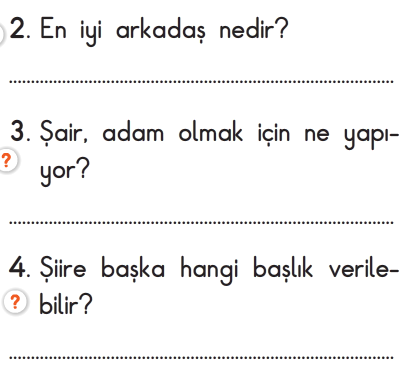 2. En iyi arkadaş nedir?
3. Şair, adam olmak için ne yapı-
? yor?
4. Şiire başka hangi başlık verile-
? bilir?